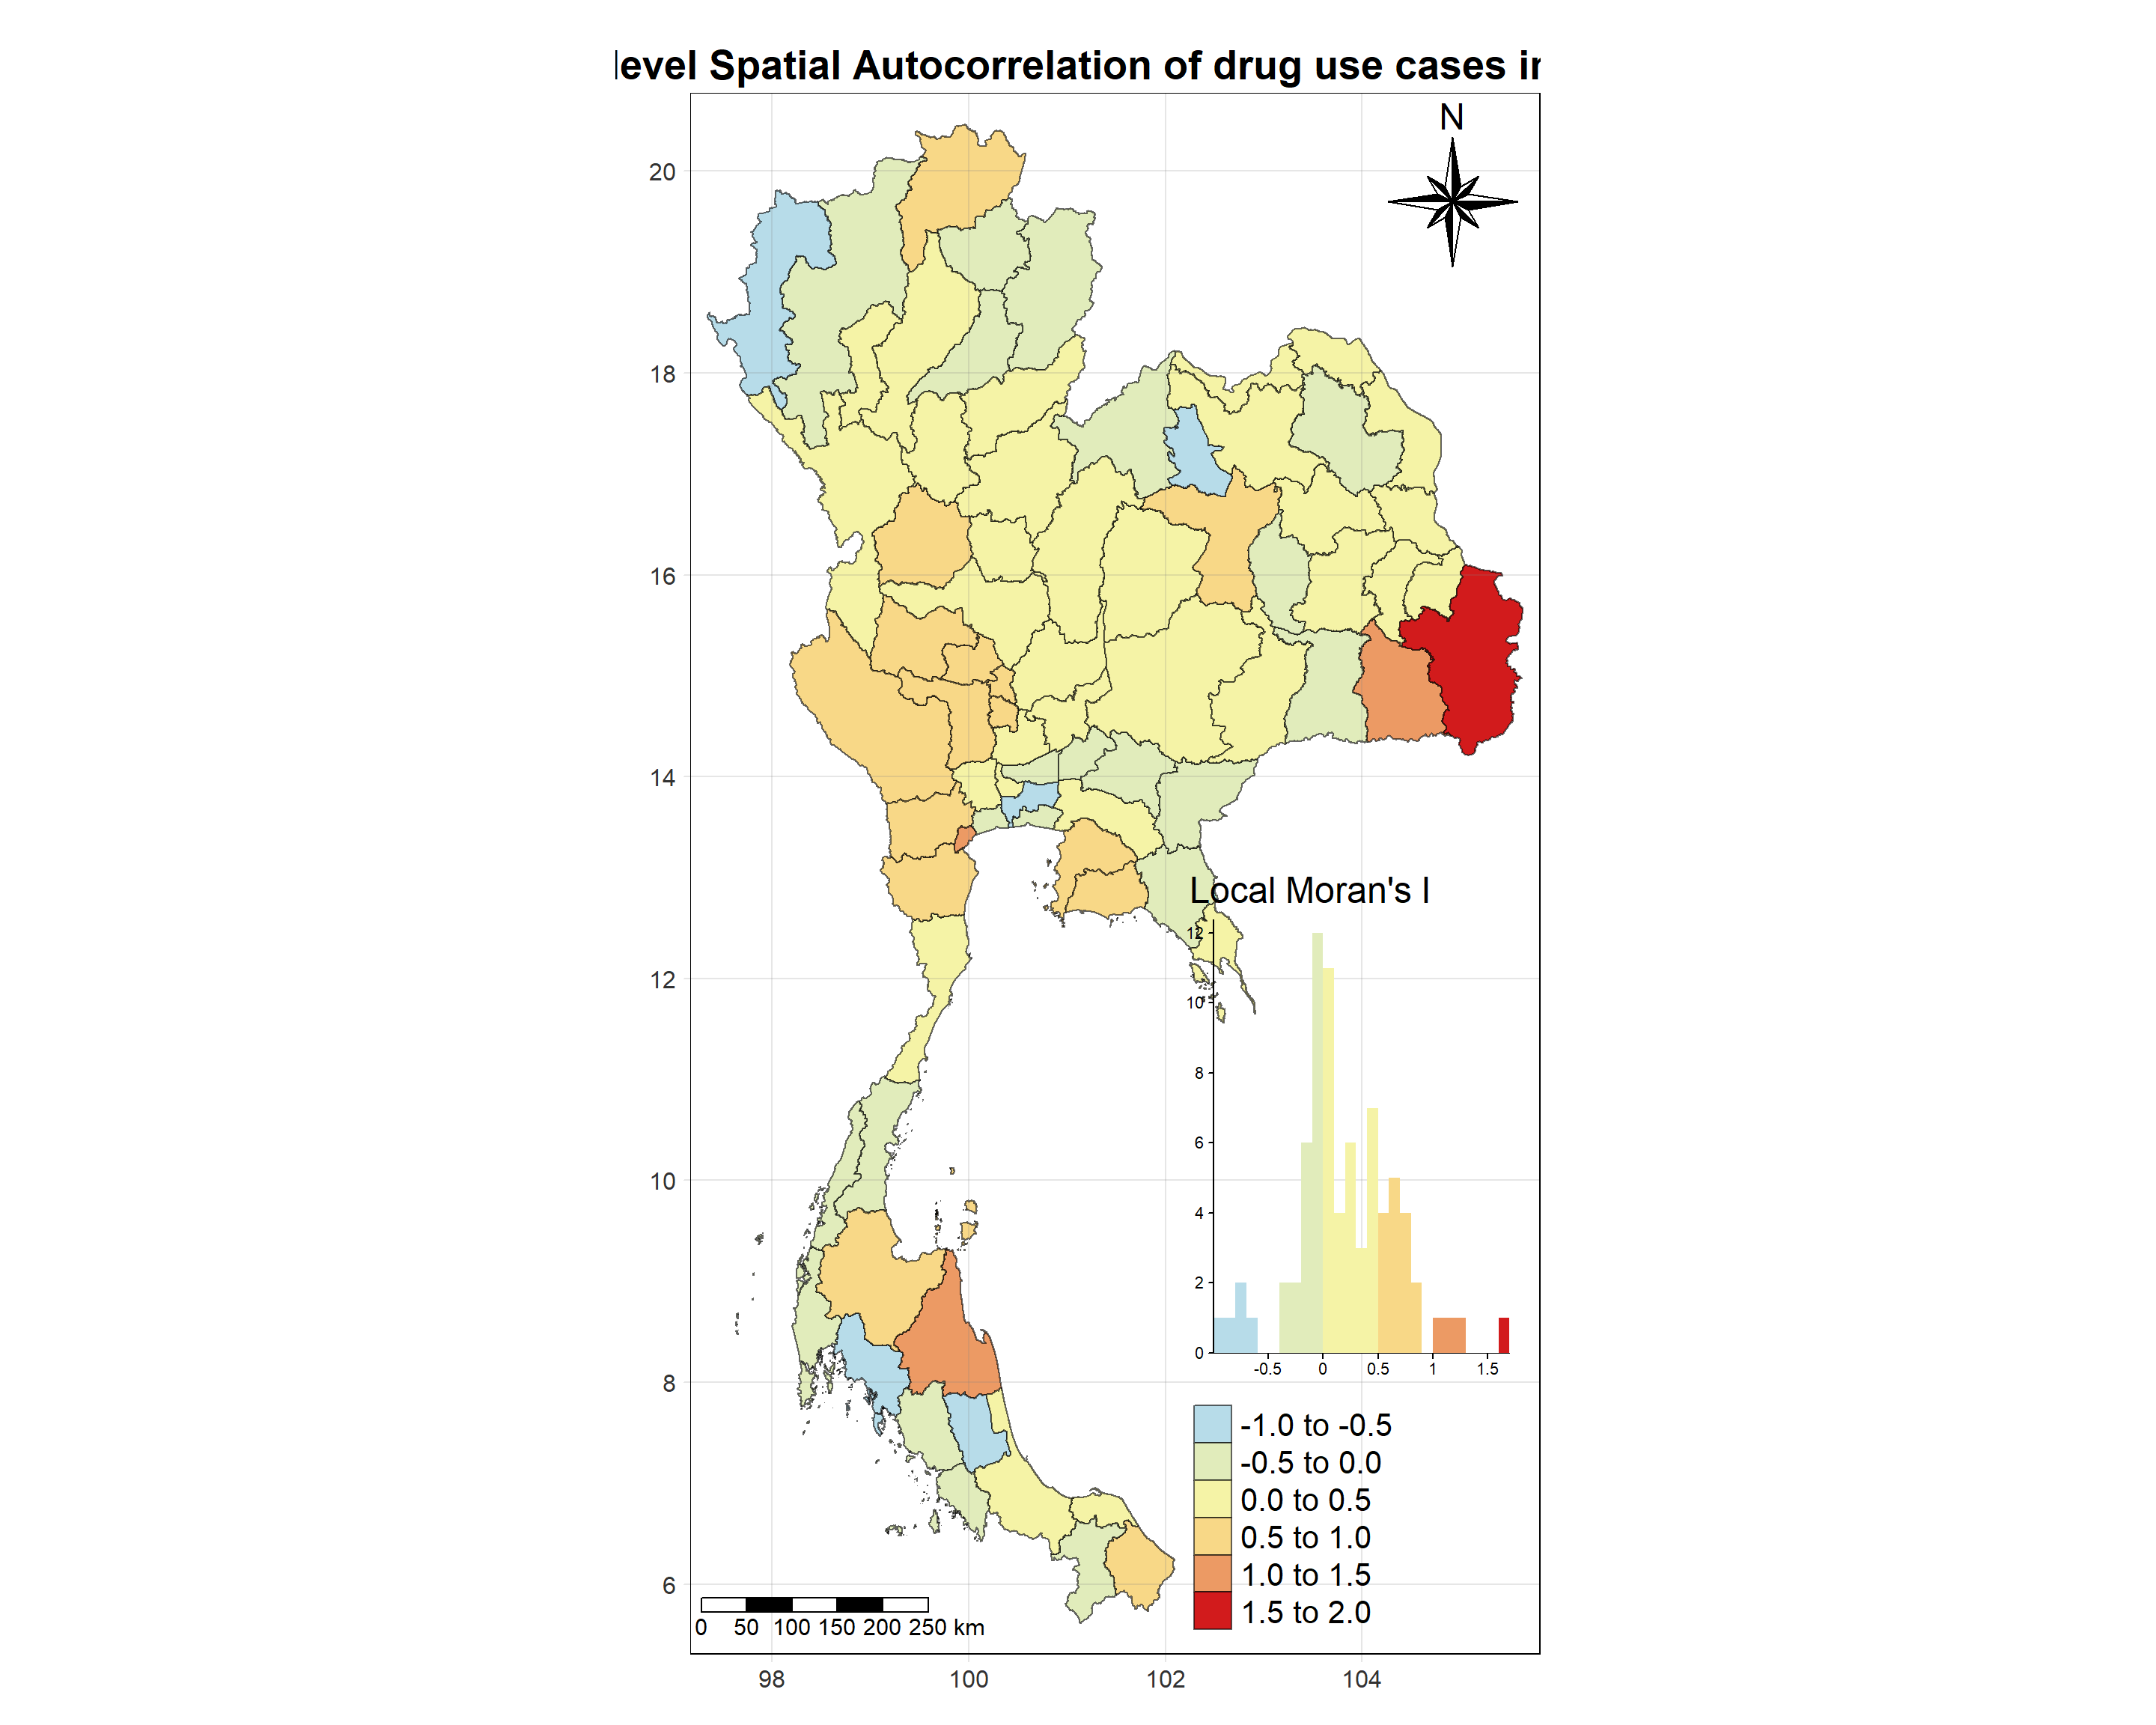 level Spatial Autocorrelation of drug use cases in
N
20
18
16
14
12
10
8
6
98 100 102 104
Local Moran's I
12
10
8
6
4
2
0
-0.5 0 0.5 1 1.5
-1.0 to -0.5
-0.5 to 0.0
0.0 to 0.5
0.5 to 1.0
1.0 to 1.5
1.5 to 2.0
0 50 100 150 200 250 km